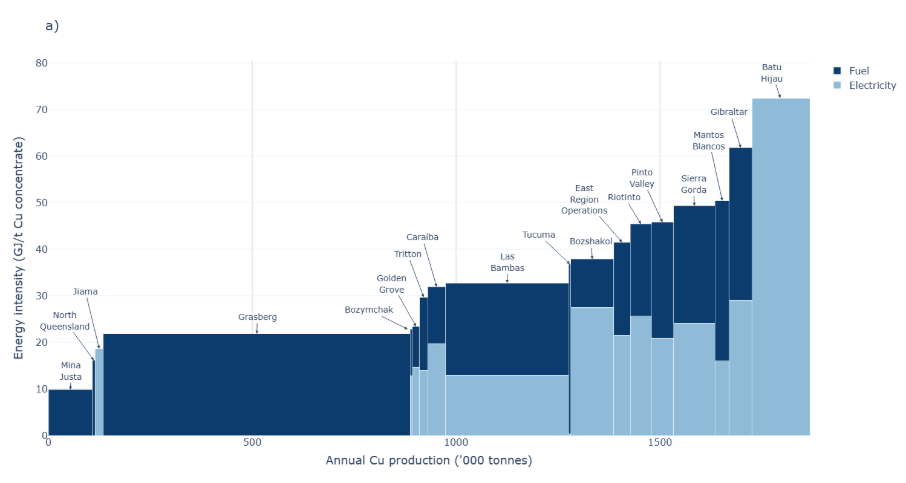 a)
80
70
60
50
40
30
20
10
0
Energy intensity (GJ/t Cu concentrate)
Mina
Justa
North
Queensland
Jiama
Grasberg
Bozymchak
Golden
Grove
Tritton
Caraíba
Las
Bambas
Tucuma
Bozshakol
East
Region
Operations
Riotinto
Pinto
Valley
Sierra
Gorda
Mantos
Blancos
Gibraltar
Batu
Hijau
Fuel
Electricity
0
500
1000
1500
Annual Cu production ('000 tonnes)